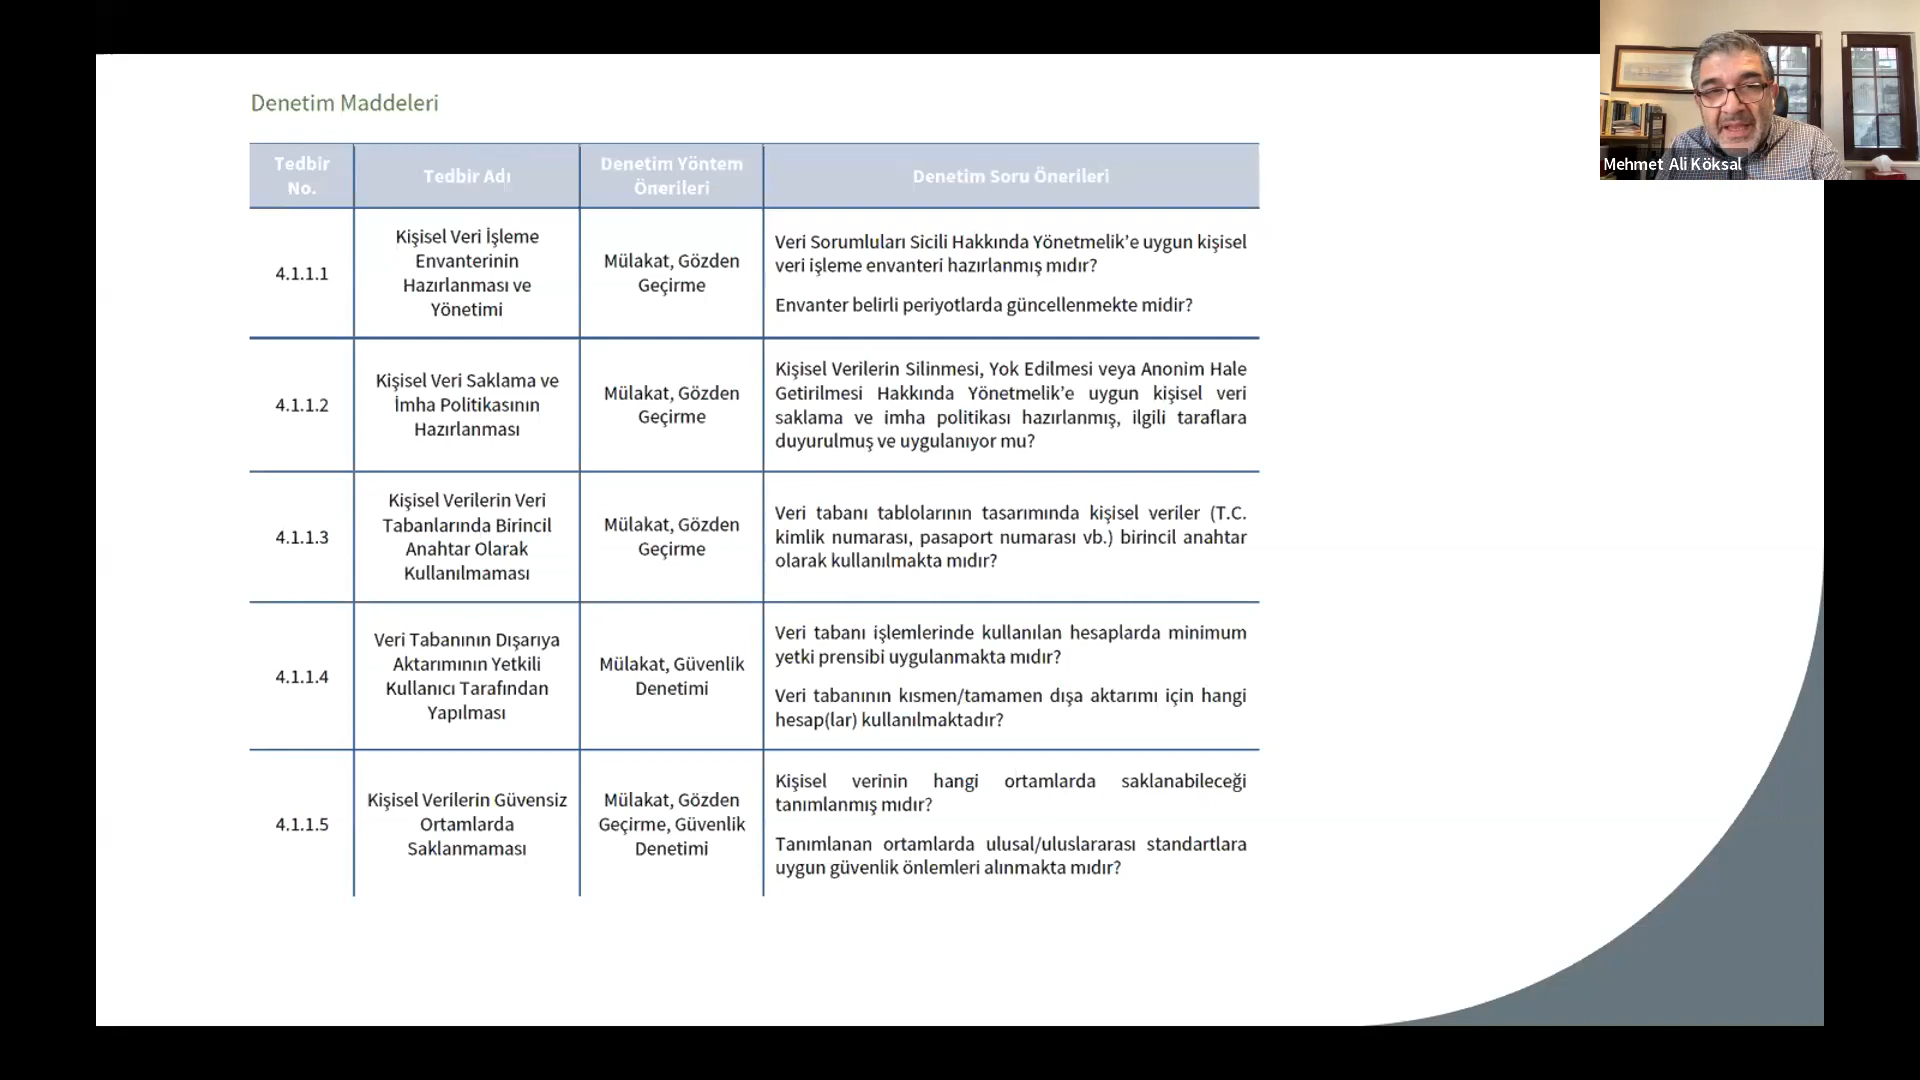 Denetim Maddeleri
Tedbir
No.
Tedbir Adı
Denetim Yöntem
Önerileri
Denetim Soru Önerileri
4.1.1.1
Kişisel Veri İşleme
Envanterinin
Hazırlanması ve
Yönetimi
Mülakat, Gözden
Geçirme
Veri Sorumluları Sicili Hakkında Yönetmelik’e uygun kişisel
veri işleme envanteri hazırlanmış mıdır?
Envanter belirli periyotlarda güncellenmekte midir?
4.1.1.2
Kişisel Veri Saklama ve
İmha Politikasının
Hazırlanması
Mülakat, Gözden
Geçirme
Kişisel Verilerin Silinmesi, Yok Edilmesi veya Anonim Hale
Getirilmesi Hakkında Yönetmelik’e uygun kişisel veri
saklama ve imha politikası hazırlanmış, ilgili taraflara
duyurulmuş ve uygulanıyor mu?
4.1.1.3
Kişisel Verilerin Veri
Tabanlarında Birincil
Anahtar Olarak
Kullanılmaması
Mülakat, Gözden
Geçirme
Veri tabanı tablolarının tasarımında kişisel veriler (T.C.
kimlik numarası, pasaport numarası vb.) birincil anahtar
olarak kullanılmakta mıdır?
4.1.1.4
Veri Tabanının Dışarıya
Aktarımının Yetkili
Kullanıcı Tarafından
Yapılması
Mülakat, Güvenlik
Denetimi
Veri tabanı işlemlerinde kullanılan hesaplarda minimum
yetki prensibi uygulanmakta mıdır?
Veri tabanının kısmen/tamamen dışa aktarımı için hangi
hesap(lar) kullanılmaktadır?
4.1.1.5
Kişisel Verilerin Güvensiz
Ortamlarda
Saklanmaması
Mülakat, Gözden
Geçirme, Güvenlik
Denetimi
Kişisel verinin hangi ortamlarda saklanabileceği
tanımlanmış mıdır?
Tanımlanan ortamlarda ulusal/uluslararası standartlara
uygun güvenlik önlemleri alınmakta mıdır?
Mehmet Ali Köksal